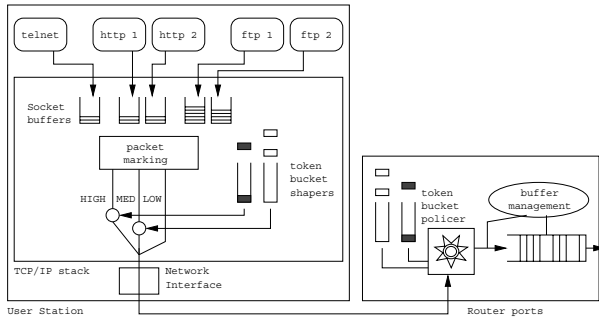 telnet
http 1
http 2
ftp 1
ftp 2
Socket
buffers
packet
marking
token
bucket
shapers
HIGH
MED
LOW
TCP/IP stack
Network
Interface
User Station
token
bucket
policer
buffer
management
Router ports